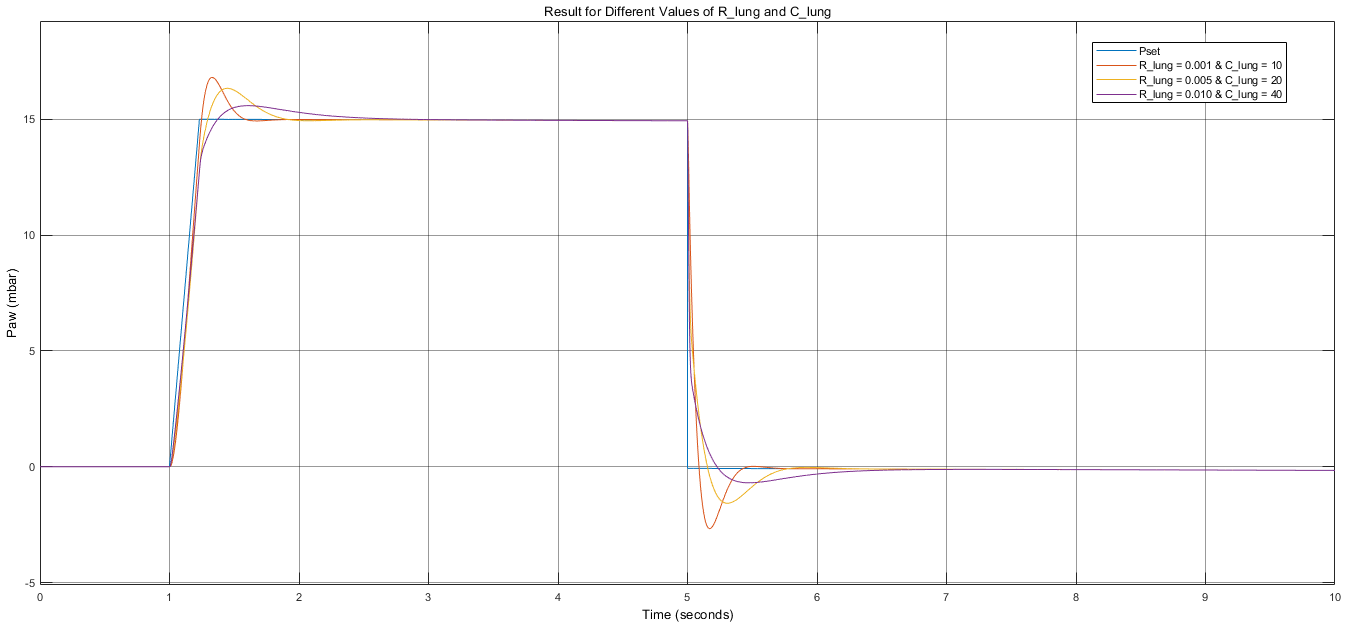 Result for Different Values of R_lung and C_lung
Pset
R_lung = 0.001 & C_lung = 10
R_lung = 0.005 & C_lung = 20
R_lung = 0.010 & C_lung = 40
15
10
5
0
-5
Paw (mbar)
0 1 2 3 4 5 6 7 8 9 10
Time (seconds)